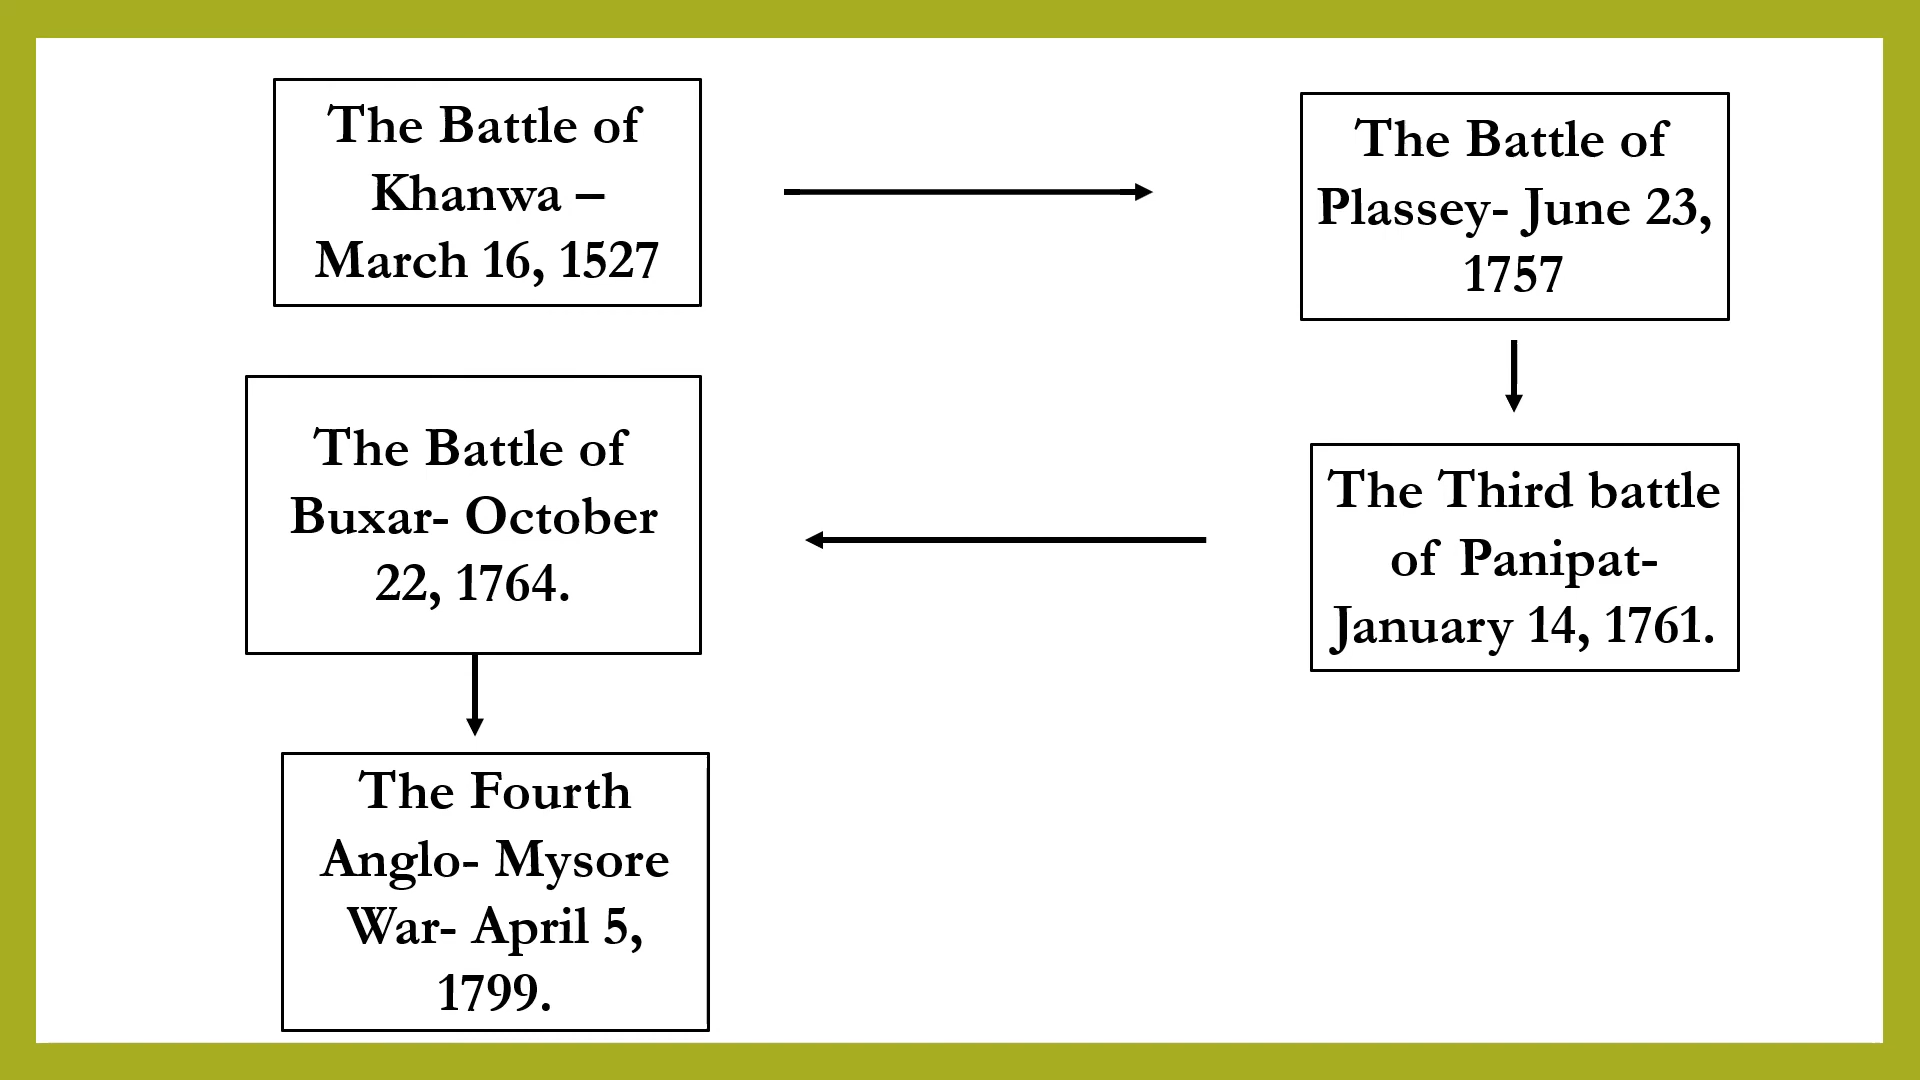 The Battle of
Khanwa –
March 16, 1527
The Battle of
Plassey- June 23,
1757
The Third battle
of Panipat-
January 14, 1761.
The Battle of
Buxar- October
22, 1764.
The Fourth
Anglo- Mysore
War- April 5,
1799.